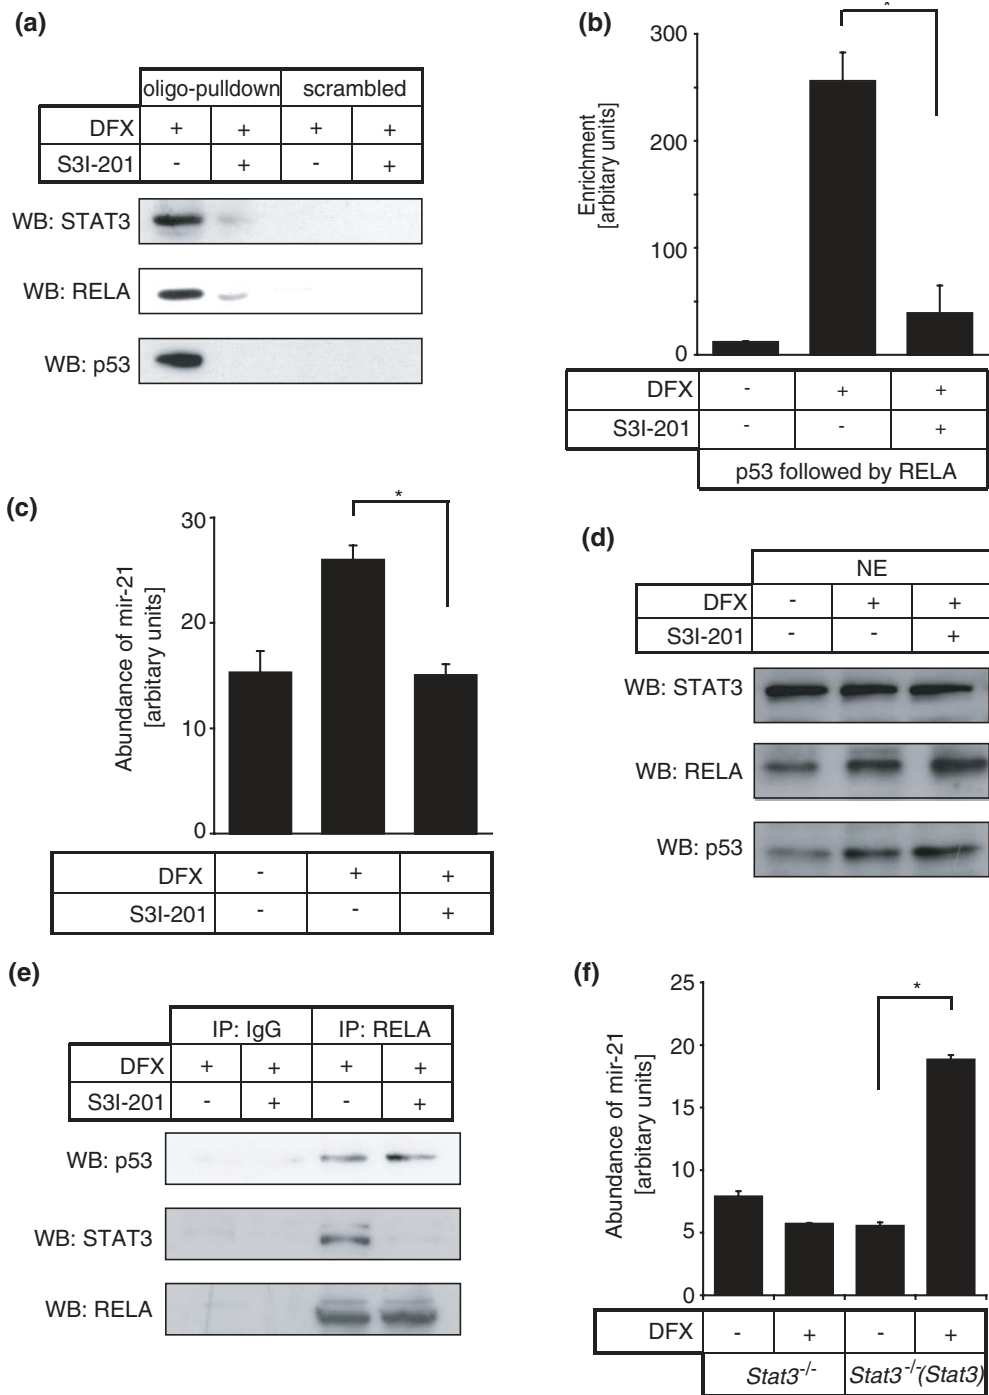 (a)
oligo-pulldown scrambled
DFX + + + +
S3I-201 - + - +
WB: STAT3
WB: RELA
WB: p53
(b)
*
300
200
100
0
Enrichment
[arbitary units]
DFX - + +
S3I-201 - - +
p53 followed by RELA
(c)
*
30
20
10
0
Abundance of mir-21
[arbitary units]
DFX - + +
S3I-201 - - +
(d)
NE
DFX - + +
S3I-201 - - +
WB: STAT3
WB: RELA
WB: p53
(e)
IP: IgG IP: RELA
DFX + + + +
S3I-201 - + - +
WB: p53
WB: STAT3
WB: RELA
(f)
*
25
20
15
10
5
0
Abundance of mir-21
[arbitary units]
DFX - + - +
Stat3-/- Stat3-/-(Stat3)